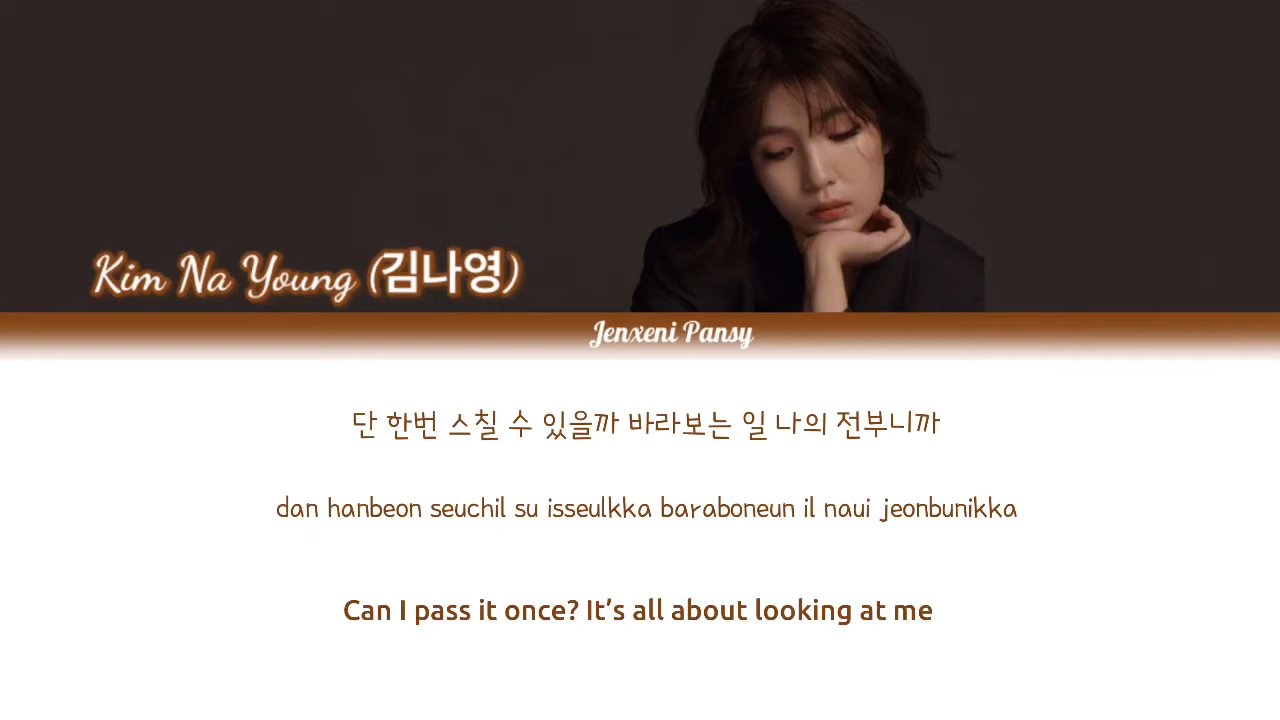 Kim Na Young (김나영)
Jenxeni Pansy
단 한번 스칠 수 있을까 바라보는 일 나의 전부니까
dan hanbeon seuchil su isseulkka baraboneun il naui jeonbunikka
Can I pass it once? It’s all about looking at me